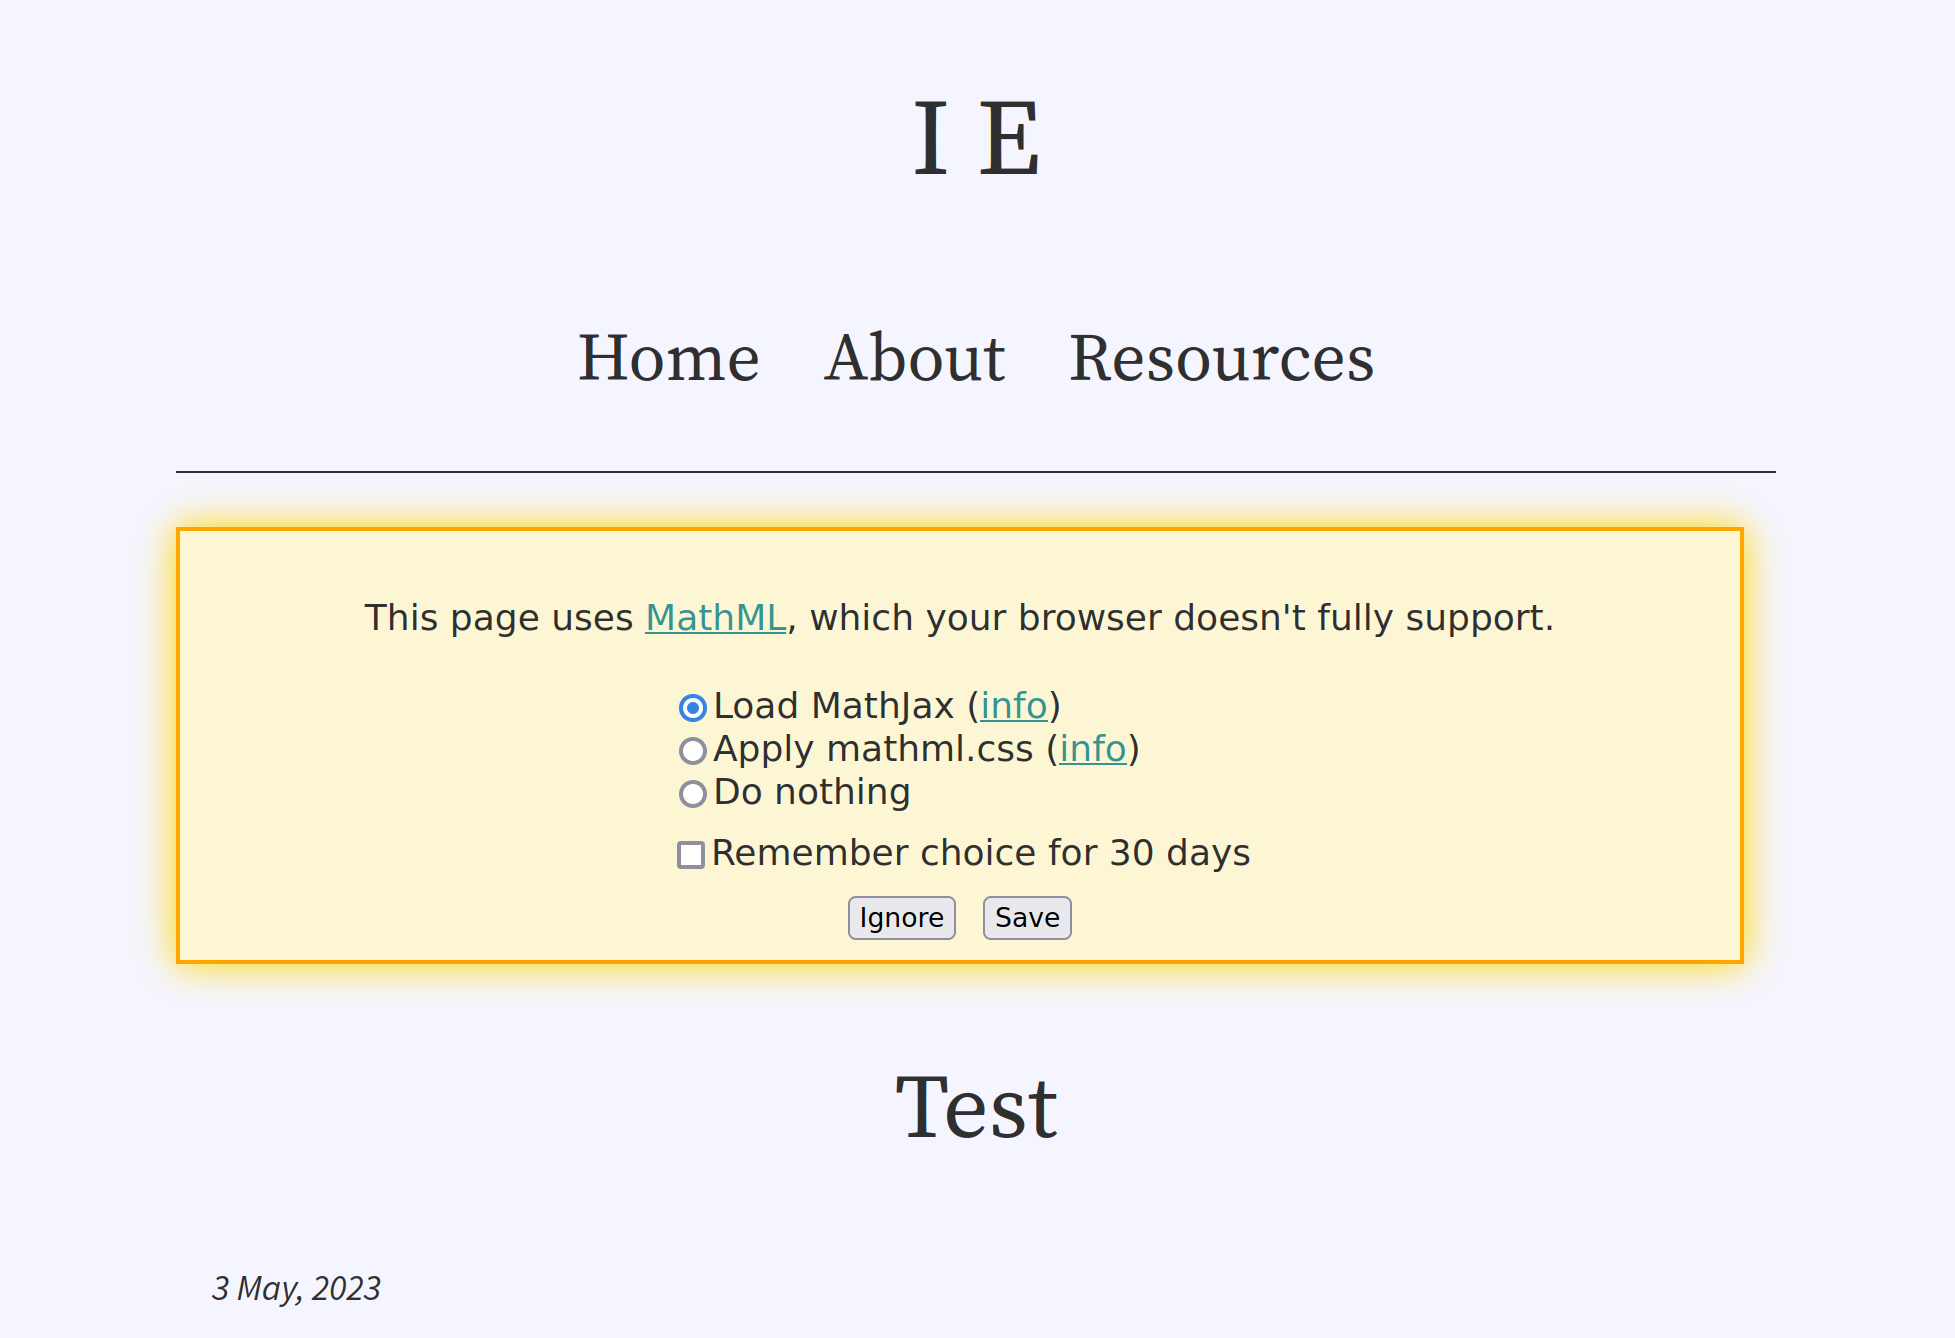 I E
Home About Resources
This page uses MathML, which your browser doesn't fully support.
Load MathJax (info)
Apply mathml.css (info)
Do nothing
Remember choice for 30 days
Ignore Save
Test
3 May, 2023